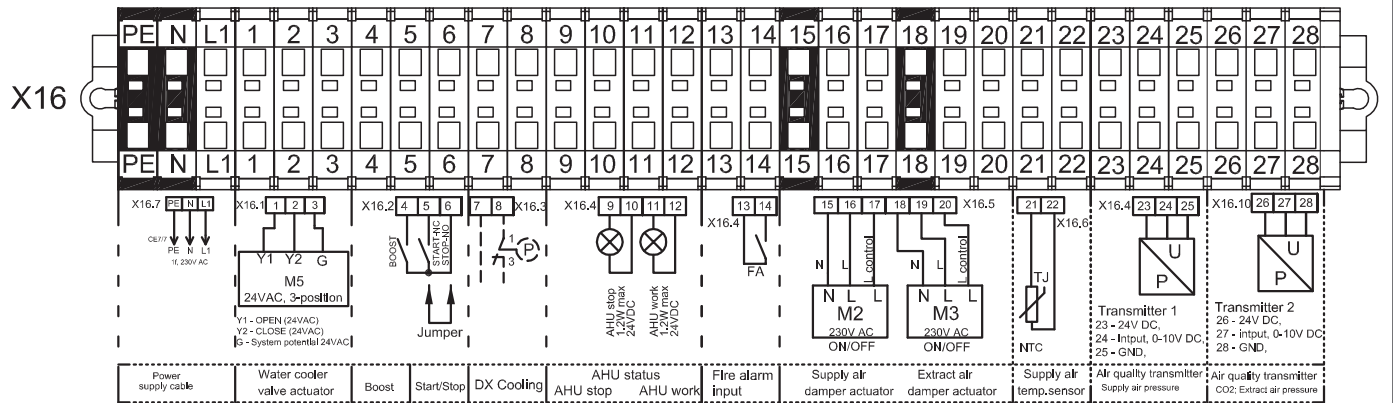 PE N L1 1 2 3 4 5 6 7 8 9 10 11 12 13 14 15 16 17 18 19 20 21 22 23 24 25 26 27 28
X16
PE N L1 1 2 3 4 5 6 7 8 9 10 11 12 13 14 15 16 17 18 19 20 21 22 23 24 25 26 27 28
X16.7 PE N L1
CE7/7
PE N L1
1f, 230V AC
X16.1 1 2 3
Y1 Y2 G
M5
24VAC, 3-position
Y1 - OPEN (24VAC)
Y2 - CLOSE (24VAC)
G - System potential 24VAC
X16.2 4 5 6
BOOST
START-NC
STOP-NO
Jumper
7 8 X16.3
1
3
P
X16.4 9 10 11 12
AHU stop
1,2W max
24VDC
AHU work
1,2W max
24VDC
13 14
X16.4
FA
15 16 17 18 19 20 X16.5
N L L control
N L L
M2
230V AC
ON/OFF
N L L control
N L L
M3
230V AC
ON/OFF
21 22
X16.6
TJ
NTC
X16.4 23 24 25
U
P
Transmitter 1
23 - 24V DC,
24 - Intput, 0-10V DC,
25 - GND,
X16.10 26 27 28
U
P
Transmitter 2
26 - 24V DC,
27 - intput, 0-10V DC
28 - GND,
Power
supply cable
Water cooler
valve actuator
Boost
Start/Stop
DX Cooling
AHU status
AHU stop AHU work
Fire alarm
input
Supply air
damper actuator
Extract air
damper actuator
Supply air
temp.sensor
Air quality transmitter
Supply air pressure
Air quality transmitter
CO2; Extract air pressure